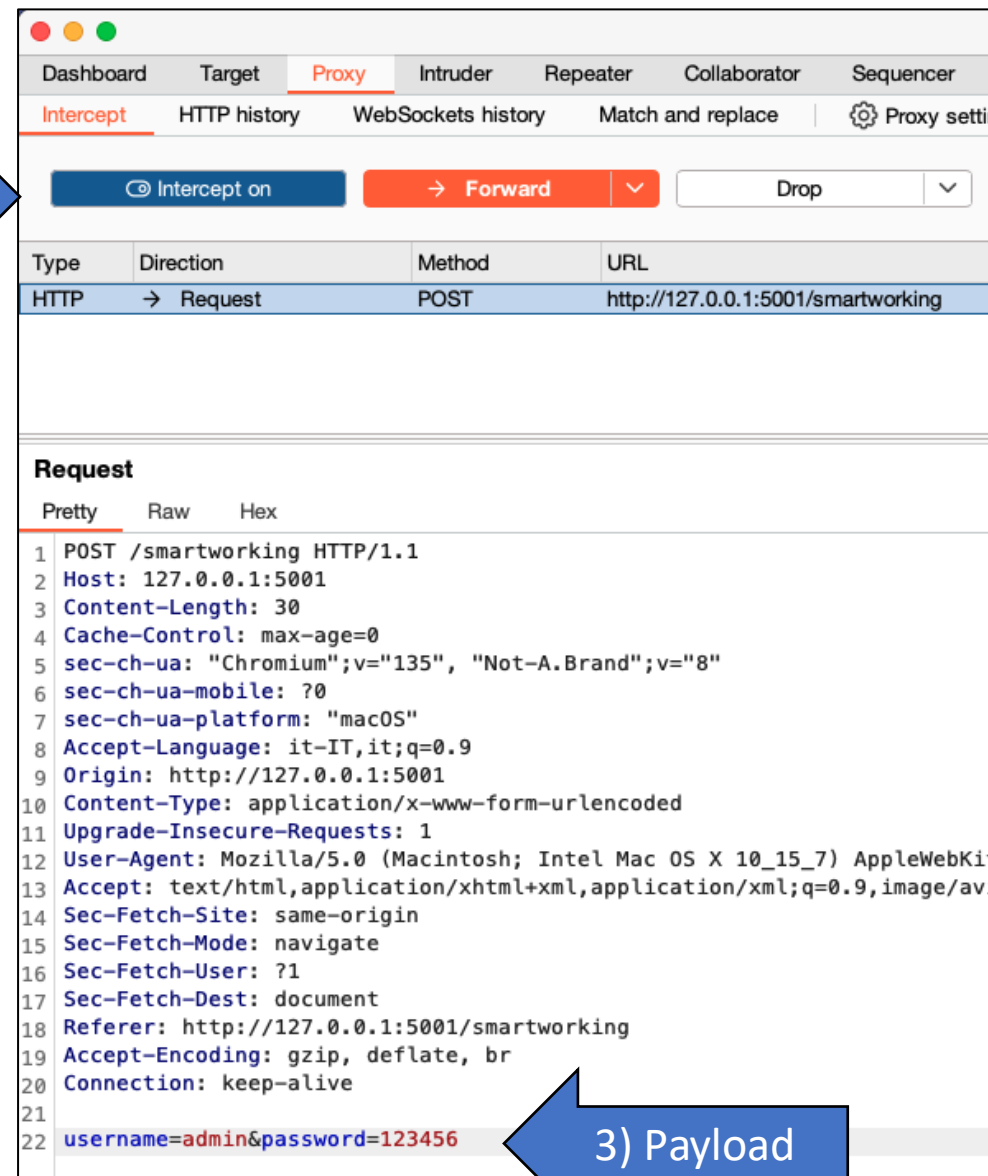 Dashboard Target Proxy Intruder Repeater Collaborator Sequencer
Intercept HTTP history WebSockets history Match and replace Proxy setti
Intercept on → Forward Drop
Type Direction Method URL
HTTP → Request POST http://127.0.0.1:5001/smartworking
Request
Pretty Raw Hex
1 POST /smartworking HTTP/1.1
2 Host: 127.0.0.1:5001
3 Content-Length: 30
4 Cache-Control: max-age=0
5 sec-ch-ua: "Chromium";v="135", "Not-A.Brand";v="8"
6 sec-ch-ua-mobile: ?0
7 sec-ch-ua-platform: "macOS"
8 Accept-Language: it-IT,it;q=0.9
9 Origin: http://127.0.0.1:5001
10 Content-Type: application/x-www-form-urlencoded
11 Upgrade-Insecure-Requests: 1
12 User-Agent: Mozilla/5.0 (Macintosh; Intel Mac OS X 10_15_7) AppleWebKi
13 Accept: text/html,application/xhtml+xml,application/xml;q=0.9,image/av
14 Sec-Fetch-Site: same-origin
15 Sec-Fetch-Mode: navigate
16 Sec-Fetch-User: ?1
17 Sec-Fetch-Dest: document
18 Referer: http://127.0.0.1:5001/smartworking
19 Accept-Encoding: gzip, deflate, br
20 Connection: keep-alive
21
22 username=admin&password=123456
3) Payload